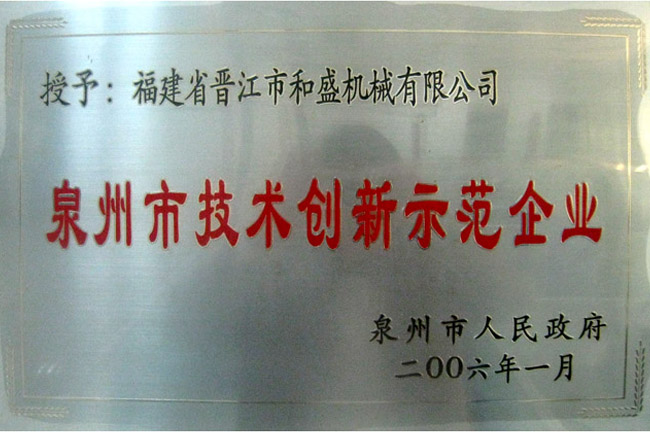 授予：福建省晋江市和盛机械有限公司
泉州市技术创新示范企业
泉州市人民政府
二〇〇六年一月